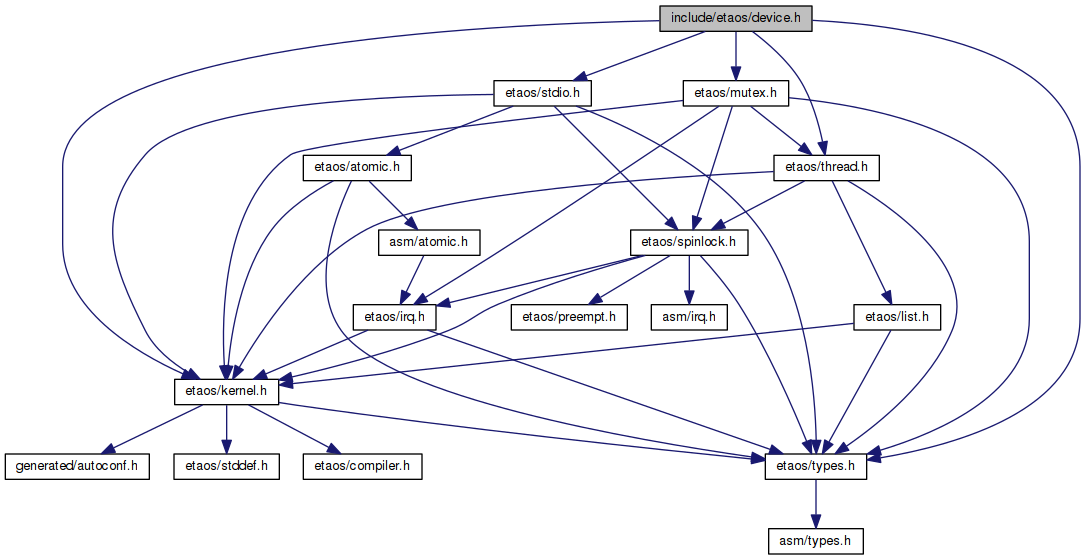 include/etaos/device.h
etaos/stdio.h
etaos/mutex.h
etaos/atomic.h
etaos/thread.h
asm/atomic.h
etaos/spinlock.h
etaos/irq.h
etaos/preempt.h
asm/irq.h
etaos/list.h
etaos/kernel.h
generated/autoconf.h
etaos/stddef.h
etaos/compiler.h
etaos/types.h
asm/types.h